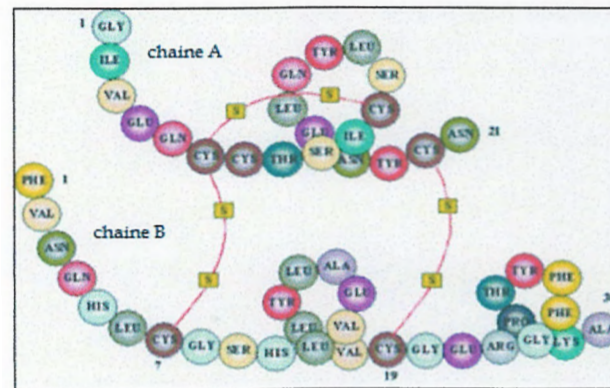 1
GLY
ILE
VAL
GLU
GLN
CYS
CYS
THR
SER
ILE
CYS
SER
LEU
TYR
GLN
LEU
GLU
ASN
TYR
CYS
ASN
21
chaine A
S
S
S
S
S
S
chaine B
PHE
1
VAL
ASN
GLN
HIS
LEU
CYS
7
GLY
SER
HIS
LEU
VAL
GLU
ALA
LEU
TYR
LEU
VAL
CYS
19
GLY
GLU
ARG
GLY
PHE
PHE
TYR
THR
PRO
LYS
ALA
3